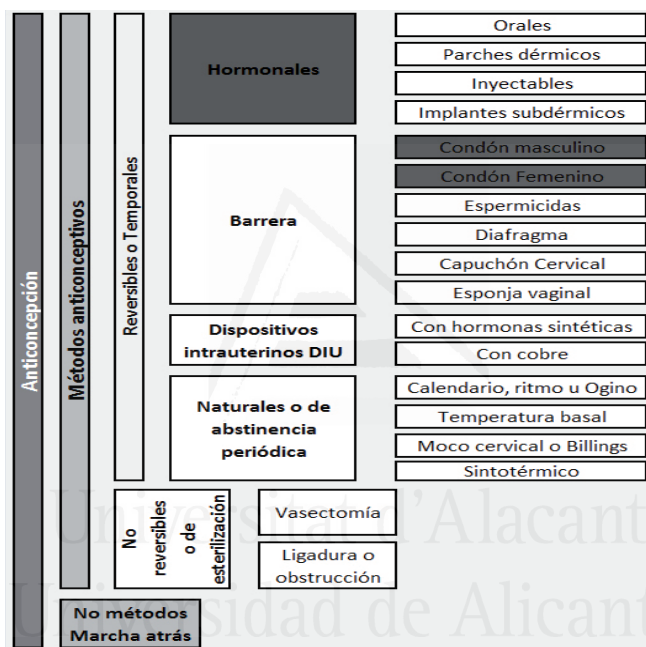 Anticoncepción
Métodos anticonceptivos
Reversibles o Temporales
Hormonales
Orales
Parches dérmicos
Inyectables
Implantes subdérmicos
Barrera
Condón masculino
Condón Femenino
Espermicidas
Diafragma
Capuchón Cervical
Esponja vaginal
Dispositivos
intrauterinos DIU
Con hormonas sintéticas
Con cobre
Naturales o de
abstinencia
periódica
Calendario, ritmo u Ogino
Temperatura basal
Moco cervical o Billings
Sintotérmico
No
reversibles
o de
esterilización
Vasectomía
Ligadura o
obstrucción
No métodos
Marcha atrás
Universitat d'Alacant
Universidad de Alicant